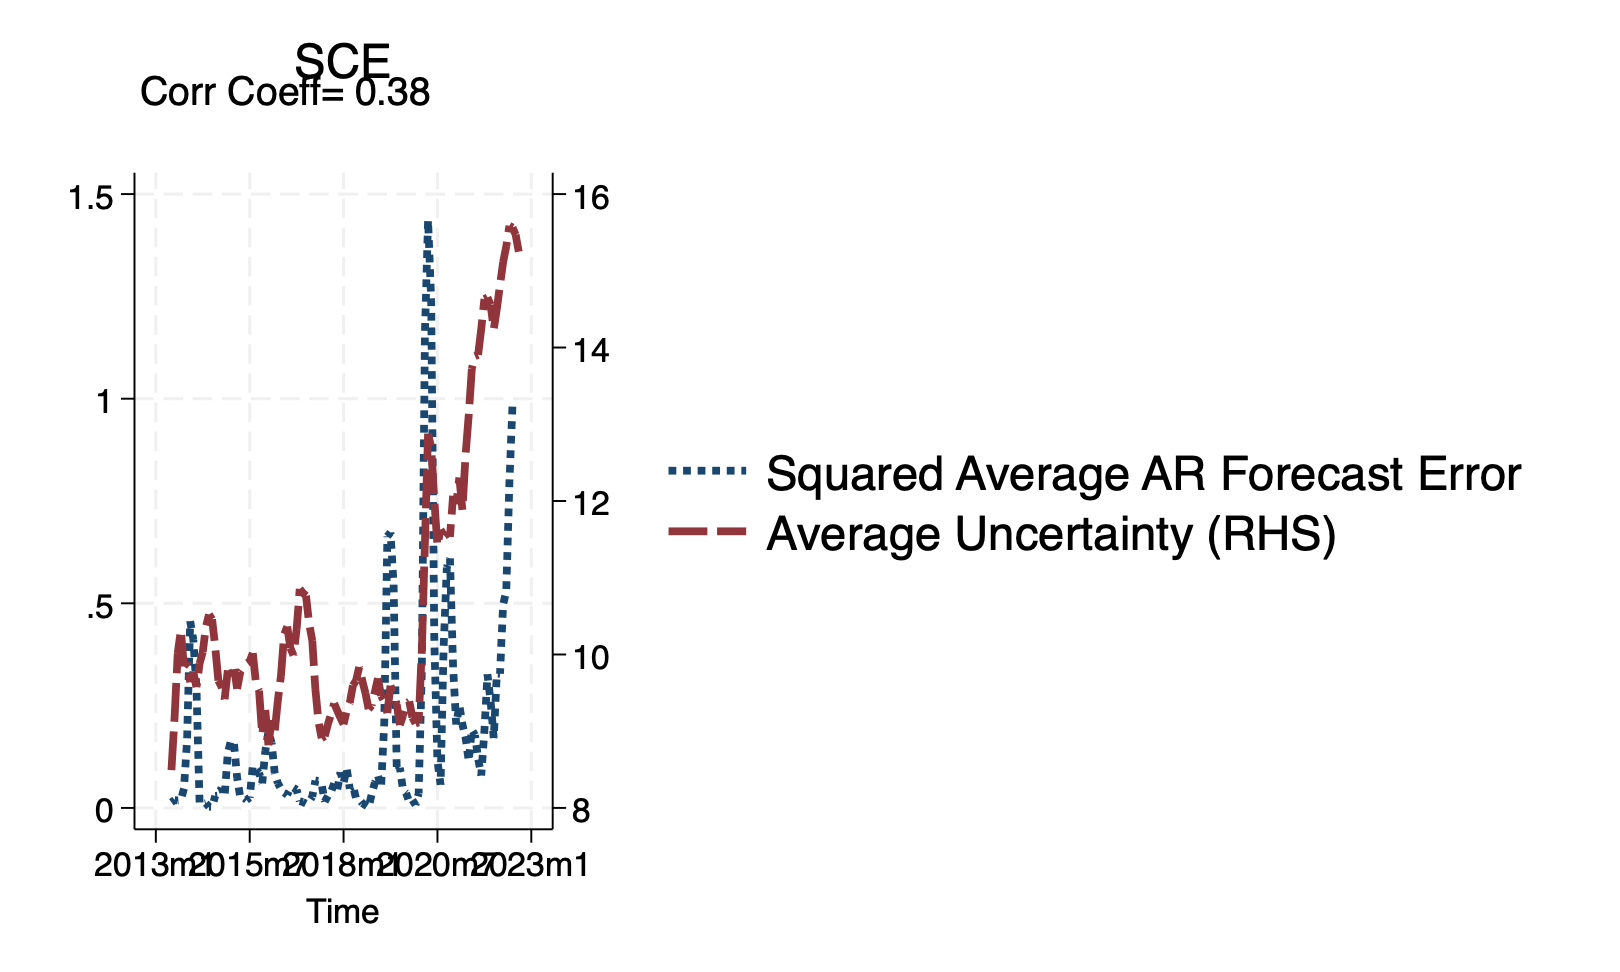 SCE
Corr Coeff= 0.38
1.5
1
.5
0
16
14
12
10
8
2013m1
2015m7
2018m1
2020m7
2023m1
Time
Squared Average AR Forecast Error
Average Uncertainty (RHS)